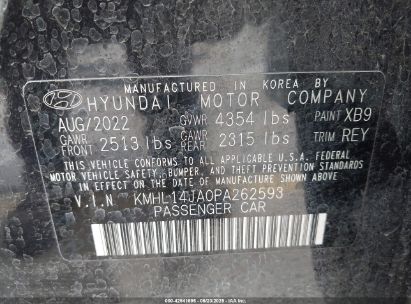 MANUFACTURED IN KOREA BY
HYUNDAI MOTOR COMPANY
AUG/2022 GVWR 4354 lbs PAINT XB9
GAWR FRONT 2513 lbs GAWR REAR 2315 lbs TRIM REY
THIS VEHICLE CONFORMS TO ALL APPLICABLE U.S.A. FEDERAL
MOTOR VEHICLE SAFETY, BUMPER, AND THEFT PREVENTION STANDARDS
IN EFFECT ON THE DATE OF MANUFACTURE SHOWN ABOVE.
V.I.N KMHL14JA0PA262593
PASSENGER CAR